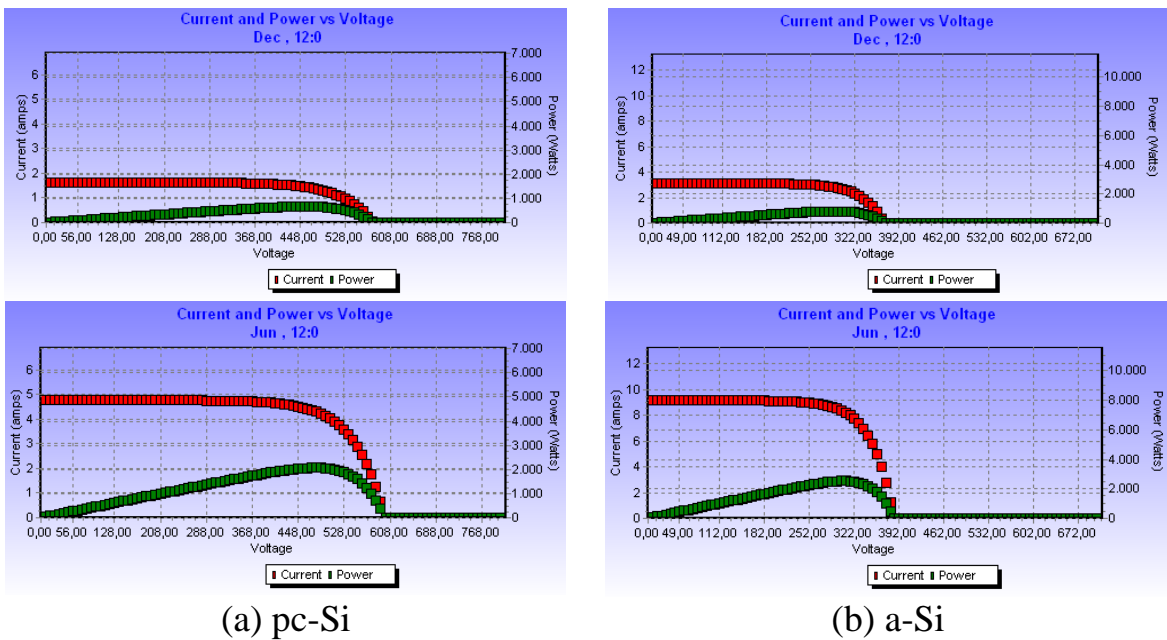 Current and Power vs Voltage
Dec , 12:0
Current (amps)
6
5
4
3
2
1
0
7.000
6.000
5.000
4.000
3.000
2.000
1.000
0
Power (Watts)
0,00 56,00 128,00 208,00 288,00 368,00 448,00 528,00 608,00 688,00 768,00
Voltage
Current Power
Current and Power vs Voltage
Dec , 12:0
Current (amps)
12
10
8
6
4
2
0
10.000
8.000
6.000
4.000
2.000
0
Power (Watts)
0,00 49,00 112,00 182,00 252,00 322,00 392,00 462,00 532,00 602,00 672,00
Voltage
Current Power
Current and Power vs Voltage
Jun , 12:0
Current (amps)
6
5
4
3
2
1
0
7.000
6.000
5.000
4.000
3.000
2.000
1.000
0
Power (Watts)
0,00 56,00 128,00 208,00 288,00 368,00 448,00 528,00 608,00 688,00 768,00
Voltage
Current Power
Current and Power vs Voltage
Jun , 12:0
Current (amps)
12
10
8
6
4
2
0
10.000
8.000
6.000
4.000
2.000
0
Power (Watts)
0,00 49,00 112,00 182,00 252,00 322,00 392,00 462,00 532,00 602,00 672,00
Voltage
Current Power
(a) pc-Si
(b) a-Si